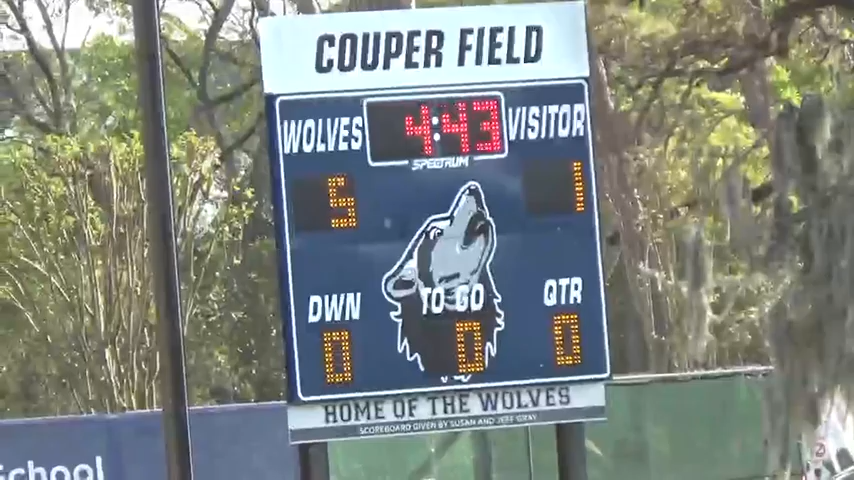 COUPER FIELD
WOLVES 4:43 VISITOR
SPECTRUM
5 1
DWN TO GO QTR
0 0 0
HOME OF THE WOLVES
SCOREBOARD GIVEN BY SUSAN AND JEFF GRAY
School